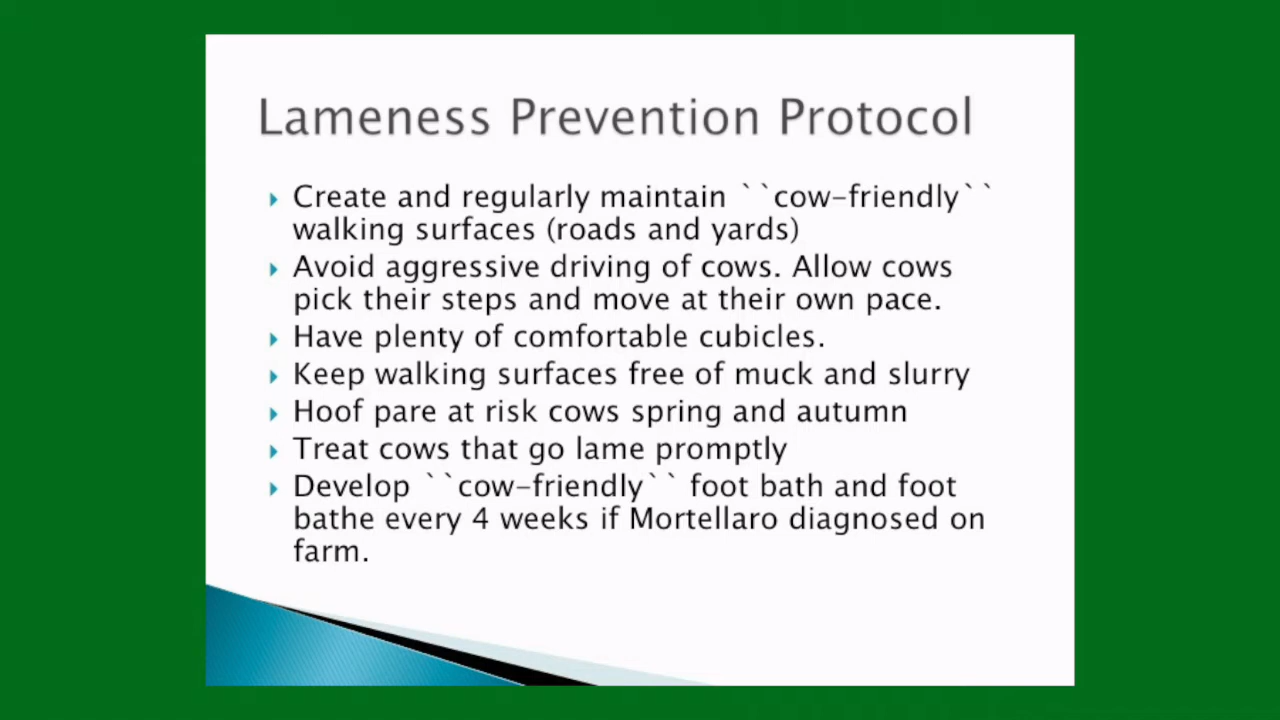 Lameness Prevention Protocol
Create and regularly maintain ``cow-friendly``
walking surfaces (roads and yards)
Avoid aggressive driving of cows. Allow cows
pick their steps and move at their own pace.
Have plenty of comfortable cubicles.
Keep walking surfaces free of muck and slurry
Hoof pare at risk cows spring and autumn
Treat cows that go lame promptly
Develop ``cow-friendly`` foot bath and foot
bathe every 4 weeks if Mortellaro diagnosed on
farm.